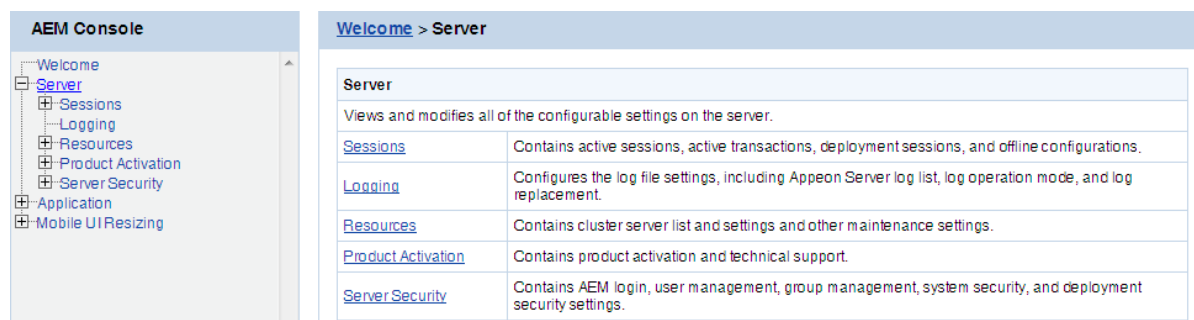 AEM Console
Welcome
Server
Sessions
Logging
Resources
Product Activation
Server Security
Application
Mobile UI Resizing
Welcome > Server
Server
Views and modifies all of the configurable settings on the server.
Sessions
Contains active sessions, active transactions, deployment sessions, and offline configurations.
Logging
Configures the log file settings, including Appeon Server log list, log operation mode, and log
replacement.
Resources
Contains cluster server list and settings and other maintenance settings.
Product Activation
Contains product activation and technical support.
Server Security
Contains AEM login, user management, group management, system security, and deployment
security settings.